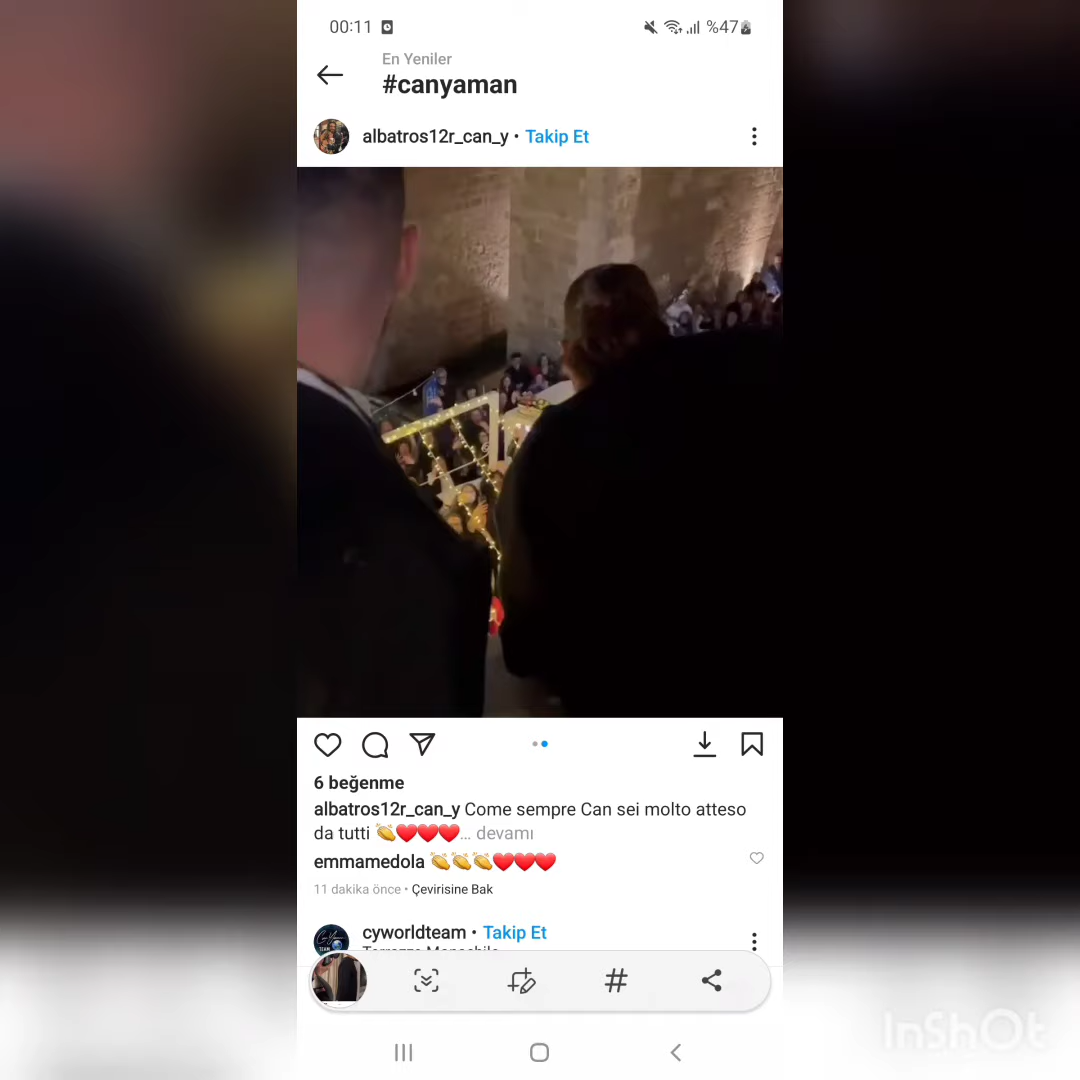 00:11 %47
En Yeniler
#canyaman
albatros12r_can_y • Takip Et
6 beğenme
albatros12r_can_y Come sempre Can sei molto atteso
da tutti 👏❤️❤️❤️... devamı
emmamedola 👏👏👏❤️❤️❤️
11 dakika önce • Çevirisine Bak
cyworldteam • Takip Et
InShOt